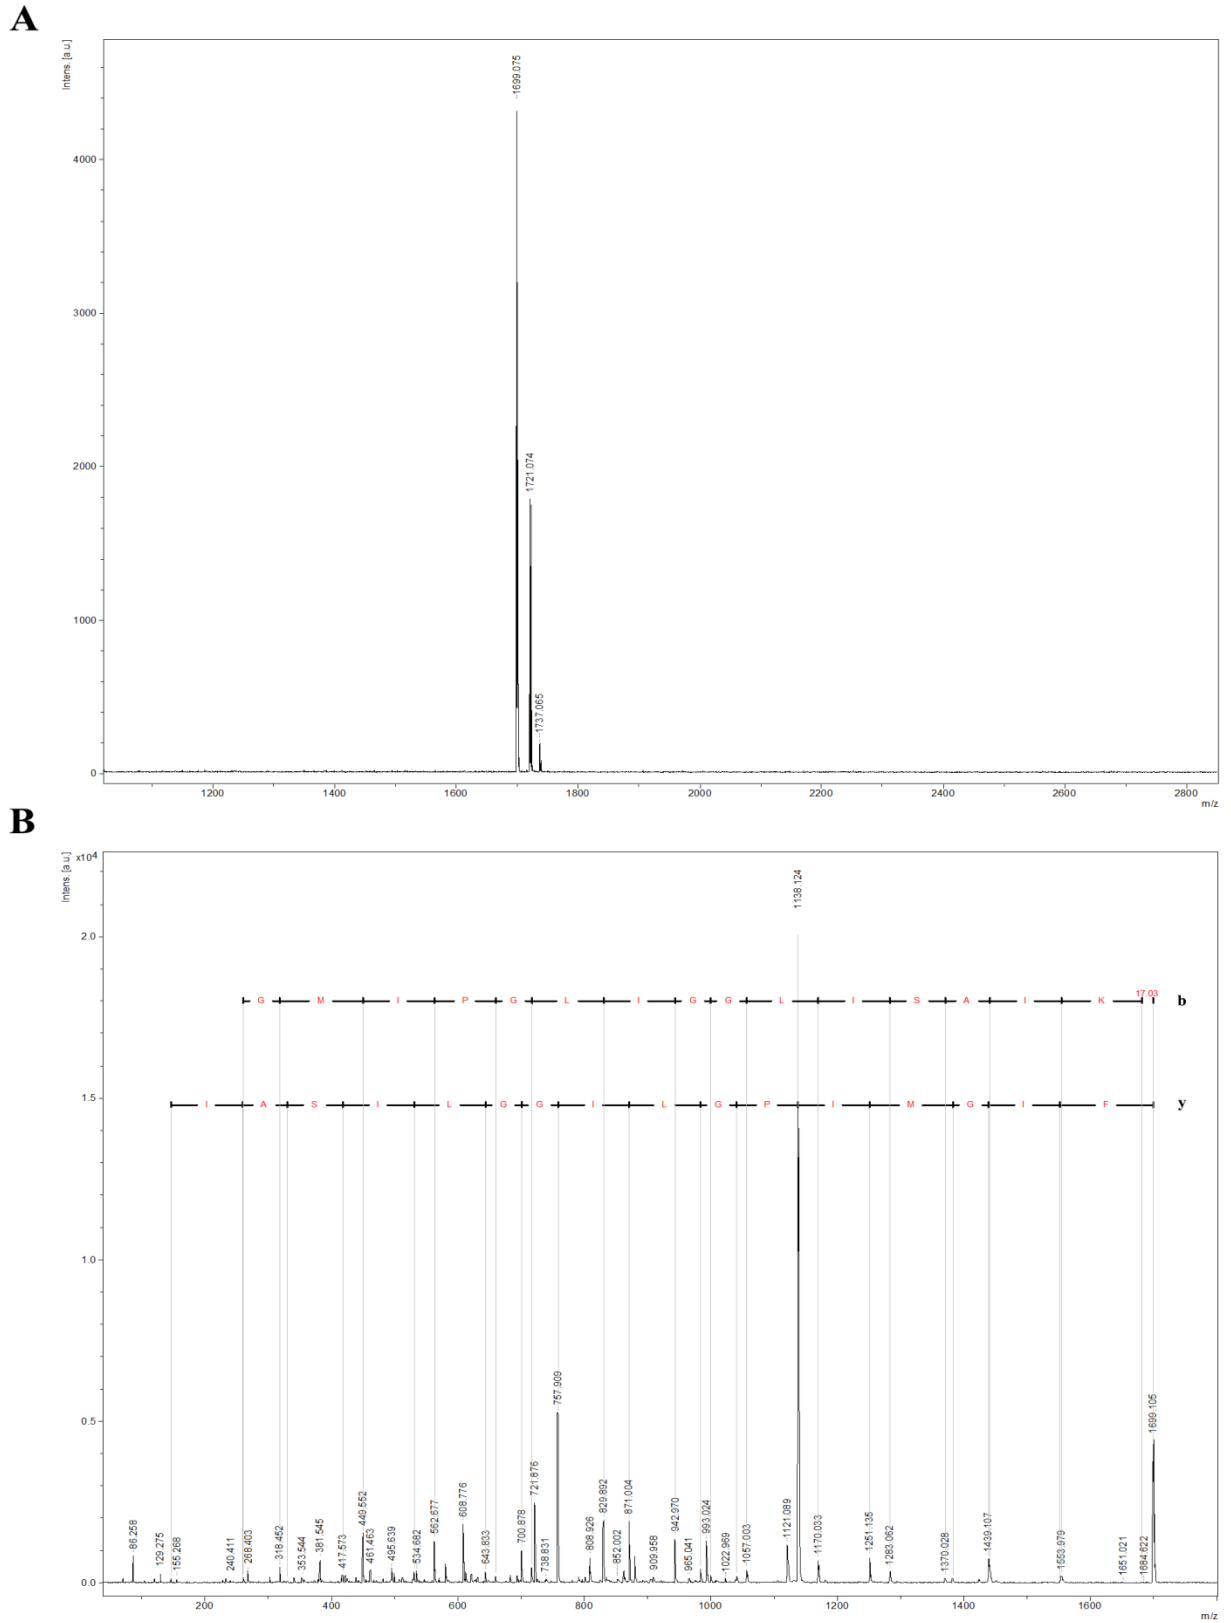 A
Intens. [a.u.]
1699.075
4000
3000
2000
1721.074
1000
1737.065
0
1200 1400 1600 1800 2000 2200 2400 2600 2800
m/z
B
x10^4
Intens. [a.u.]
1138.124
2.0
17.03
G M I P G L I G G L I S A I K b
1.5
I A S I L G G I L G P I M G I F y
1.0
0.5
0.0
86.258 129.275 155.268 240.411 268.403 318.452 353.544 381.545 417.573 449.552 461.463 495.639 534.682 562.677 608.776 643.833 700.878 721.876 738.831 757.909 808.926 829.892 852.002 871.004 909.958 942.970 965.041 993.024 1022.969 1057.003 1121.089 1170.033 1251.135 1283.062 1370.028 1439.107 1553.979 1651.021 1684.622 1699.105
200 400 600 800 1000 1200 1400 1600
m/z